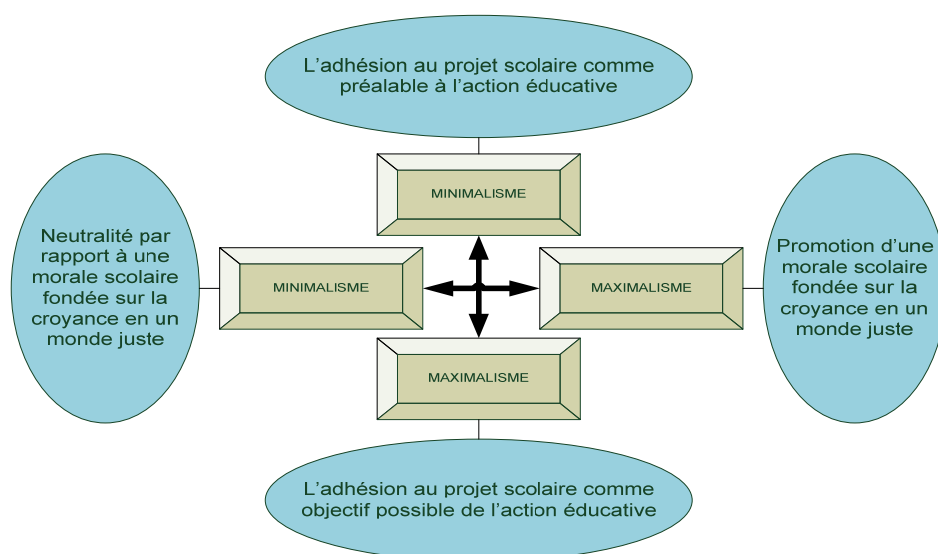 L'adhésion au projet scolaire comme
préalable à l'action éducative
MINIMALISME
Neutralité par
rapport à une
morale scolaire
fondée sur la
croyance en un
monde juste
MINIMALISME
MAXIMALISME
Promotion d'une
morale scolaire
fondée sur la
croyance en un
monde juste
MAXIMALISME
L'adhésion au projet scolaire comme
objectif possible de l'action éducative